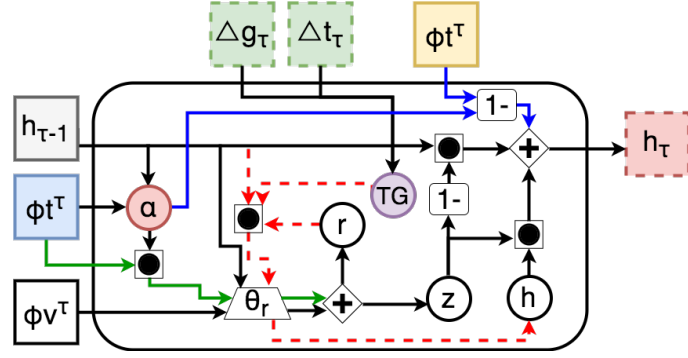 △g_τ △t_τ ϕt^τ
1-
h_τ-1
h_τ
α
TG
ϕt^τ
1-
r
ϕv^τ
θ_r
+
+
z
h